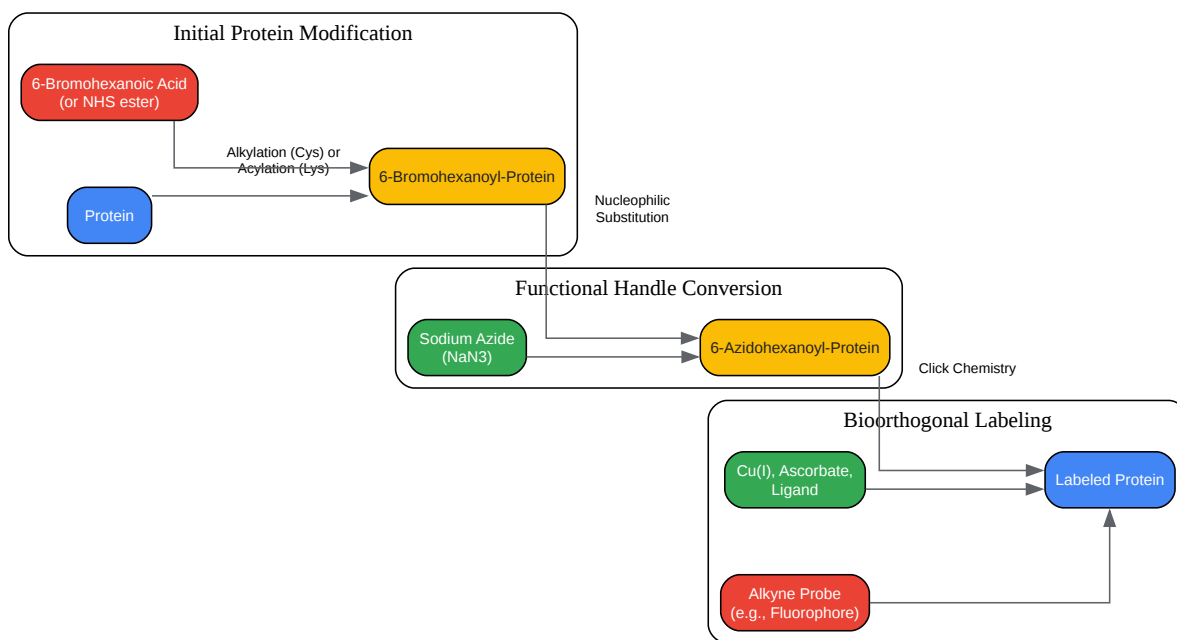 Initial Protein Modification
6-Bromohexanoic Acid
(or NHS ester)
Alkylation (Cys) or
Acylation (Lys)
6-Bromohexanoyl-Protein
Protein
Nucleophilic
Substitution
Functional Handle Conversion
Sodium Azide
(NaN3)
6-Azidohexanoyl-Protein
Click Chemistry
Bioorthogonal Labeling
Cu(I), Ascorbate,
Ligand
Labeled Protein
Alkyne Probe
(e.g., Fluorophore)